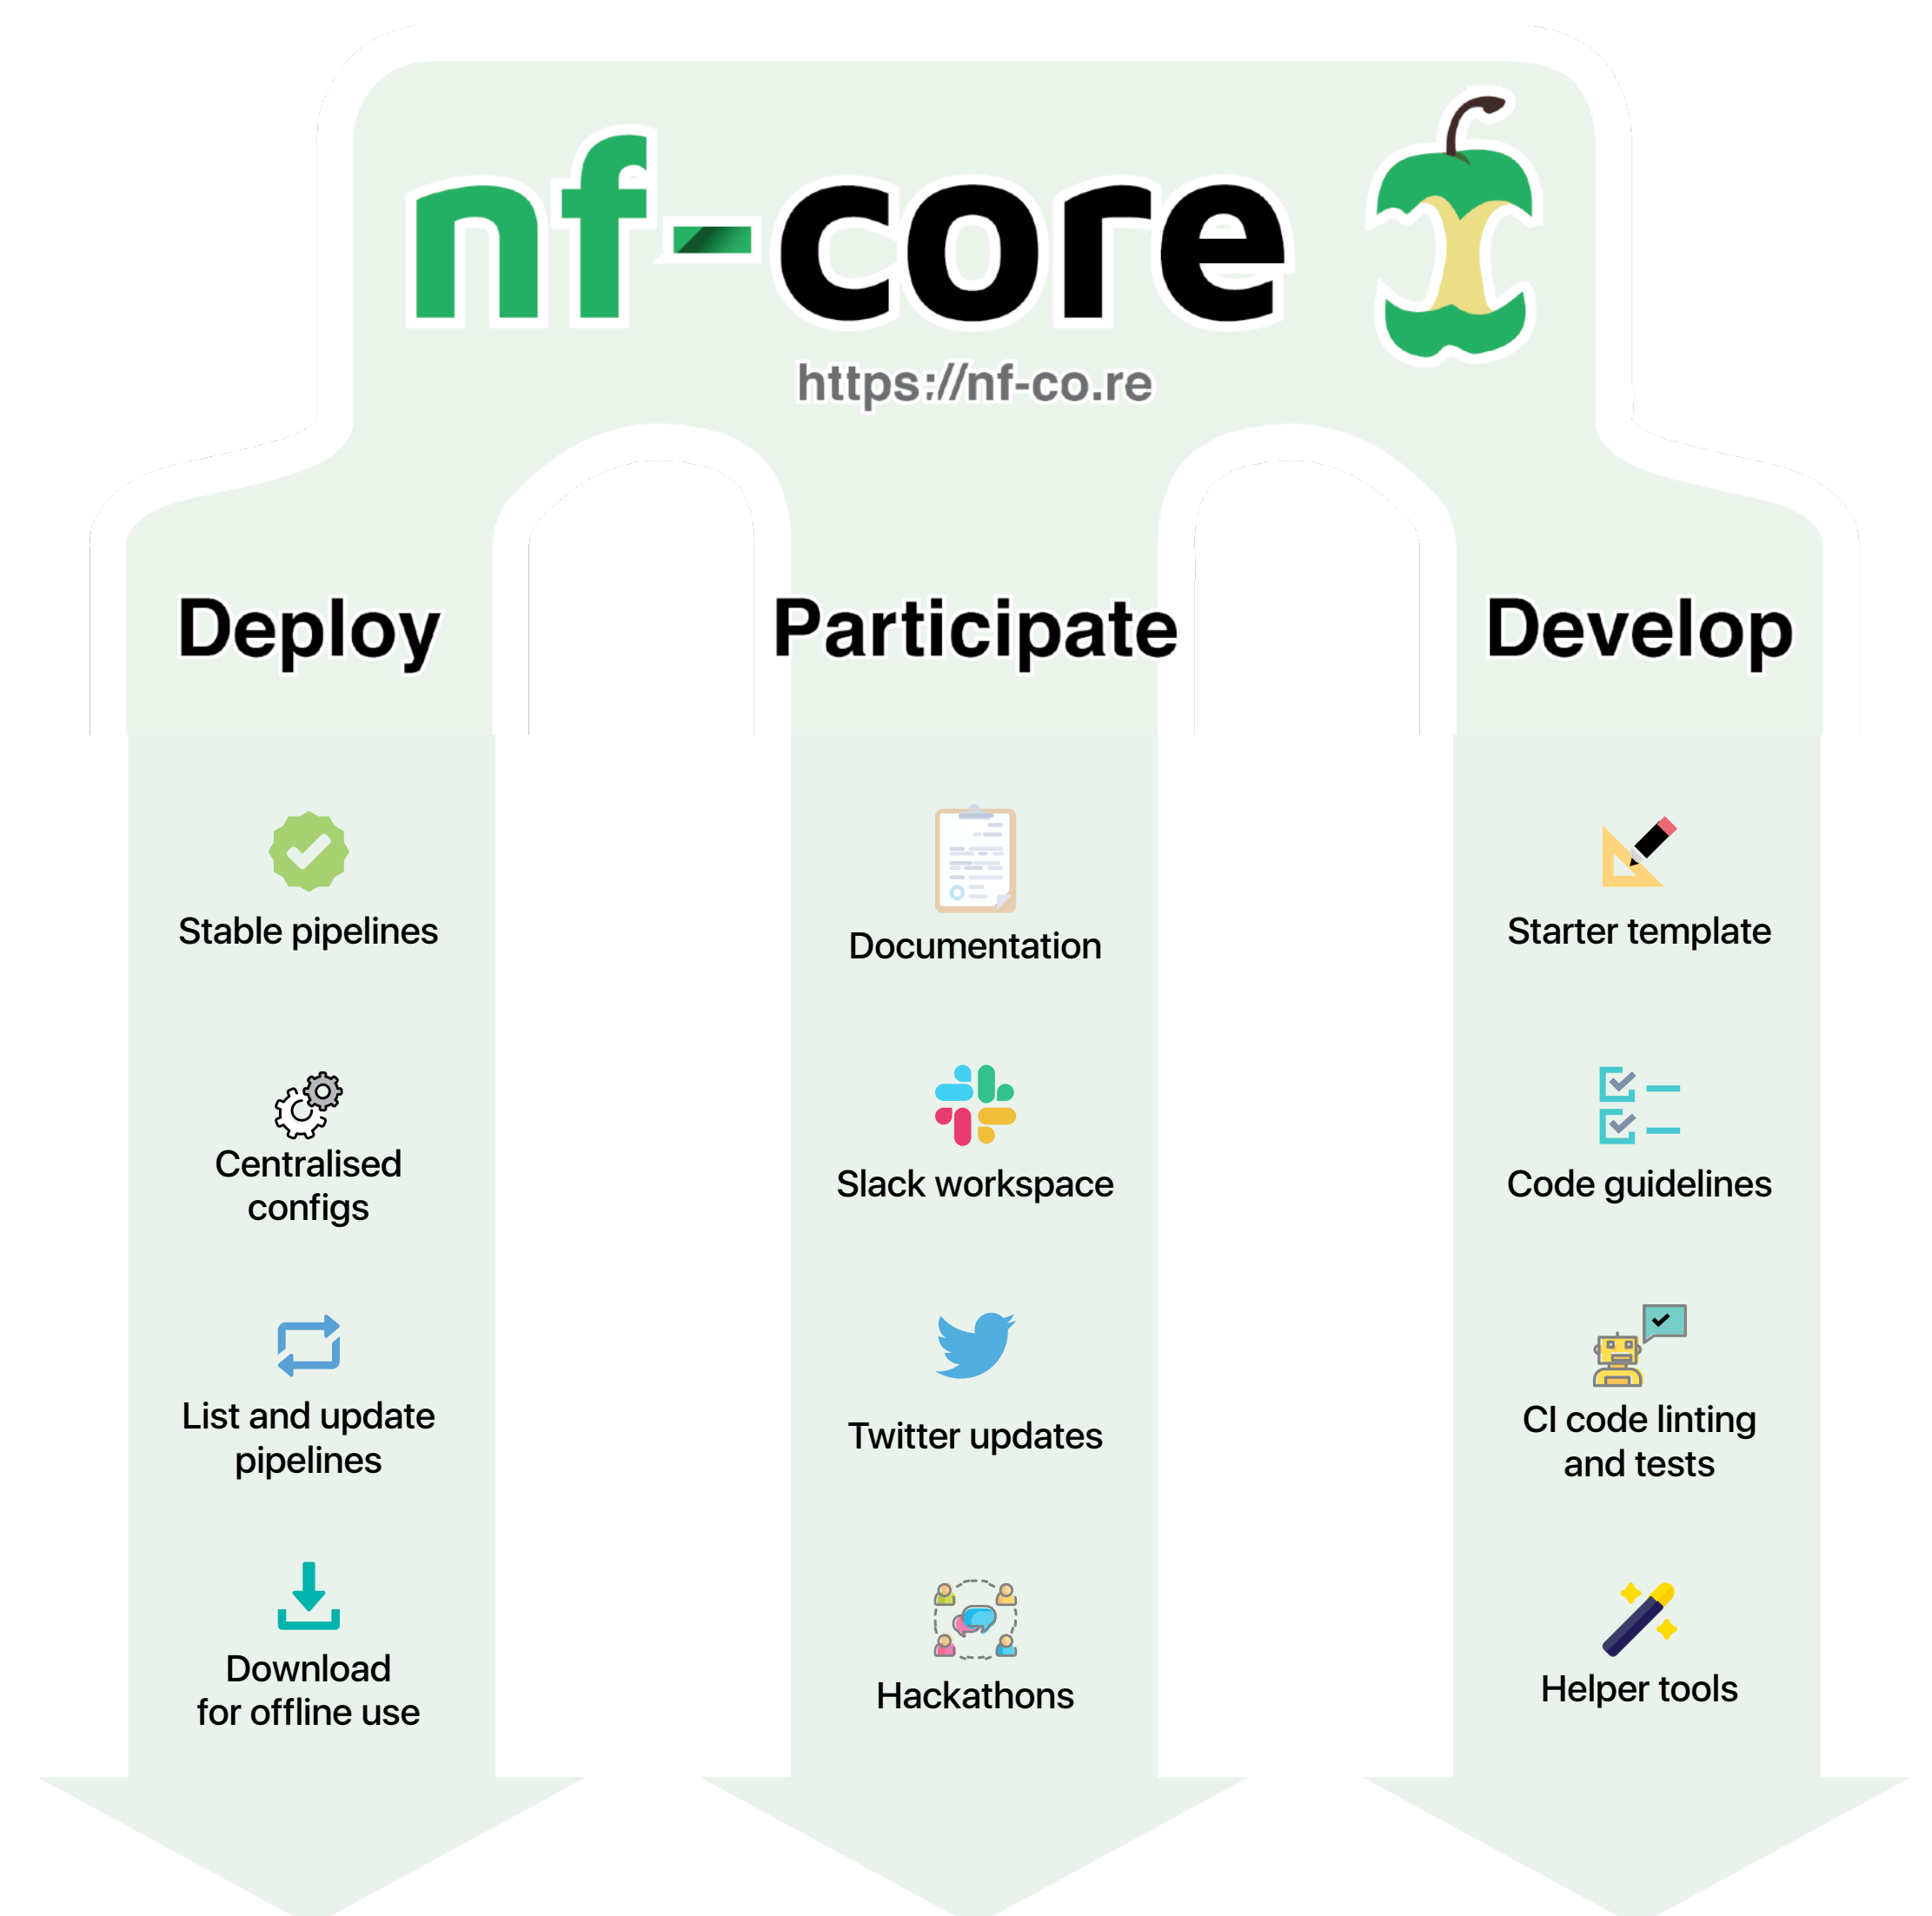 nf-core
https://nf-co.re
Deploy
Stable pipelines
Centralised
configs
List and update
pipelines
Download
for offline use
Participate
Documentation
Slack workspace
Twitter updates
Hackathons
Develop
Starter template
Code guidelines
CI code linting
and tests
Helper tools